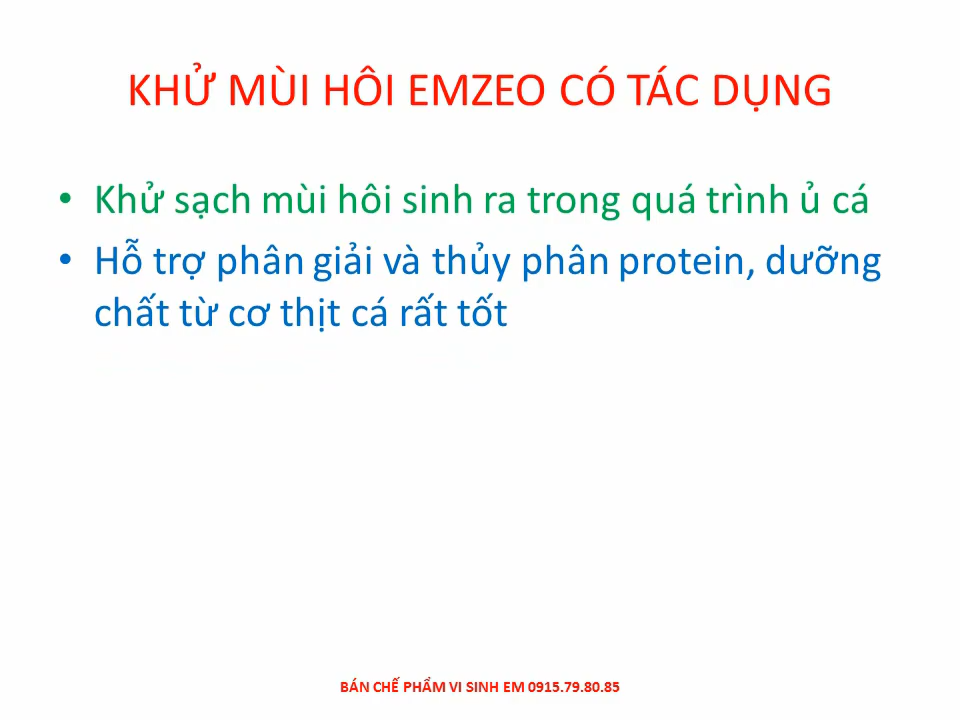 KHỬ MÙI HÔI EMZEO CÓ TÁC DỤNG
• Khử sạch mùi hôi sinh ra trong quá trình ủ cá
• Hỗ trợ phân giải và thủy phân protein, dưỡng
chất từ cơ thịt cá rất tốt
BÁN CHẾ PHẨM VI SINH EM 0915.79.80.85